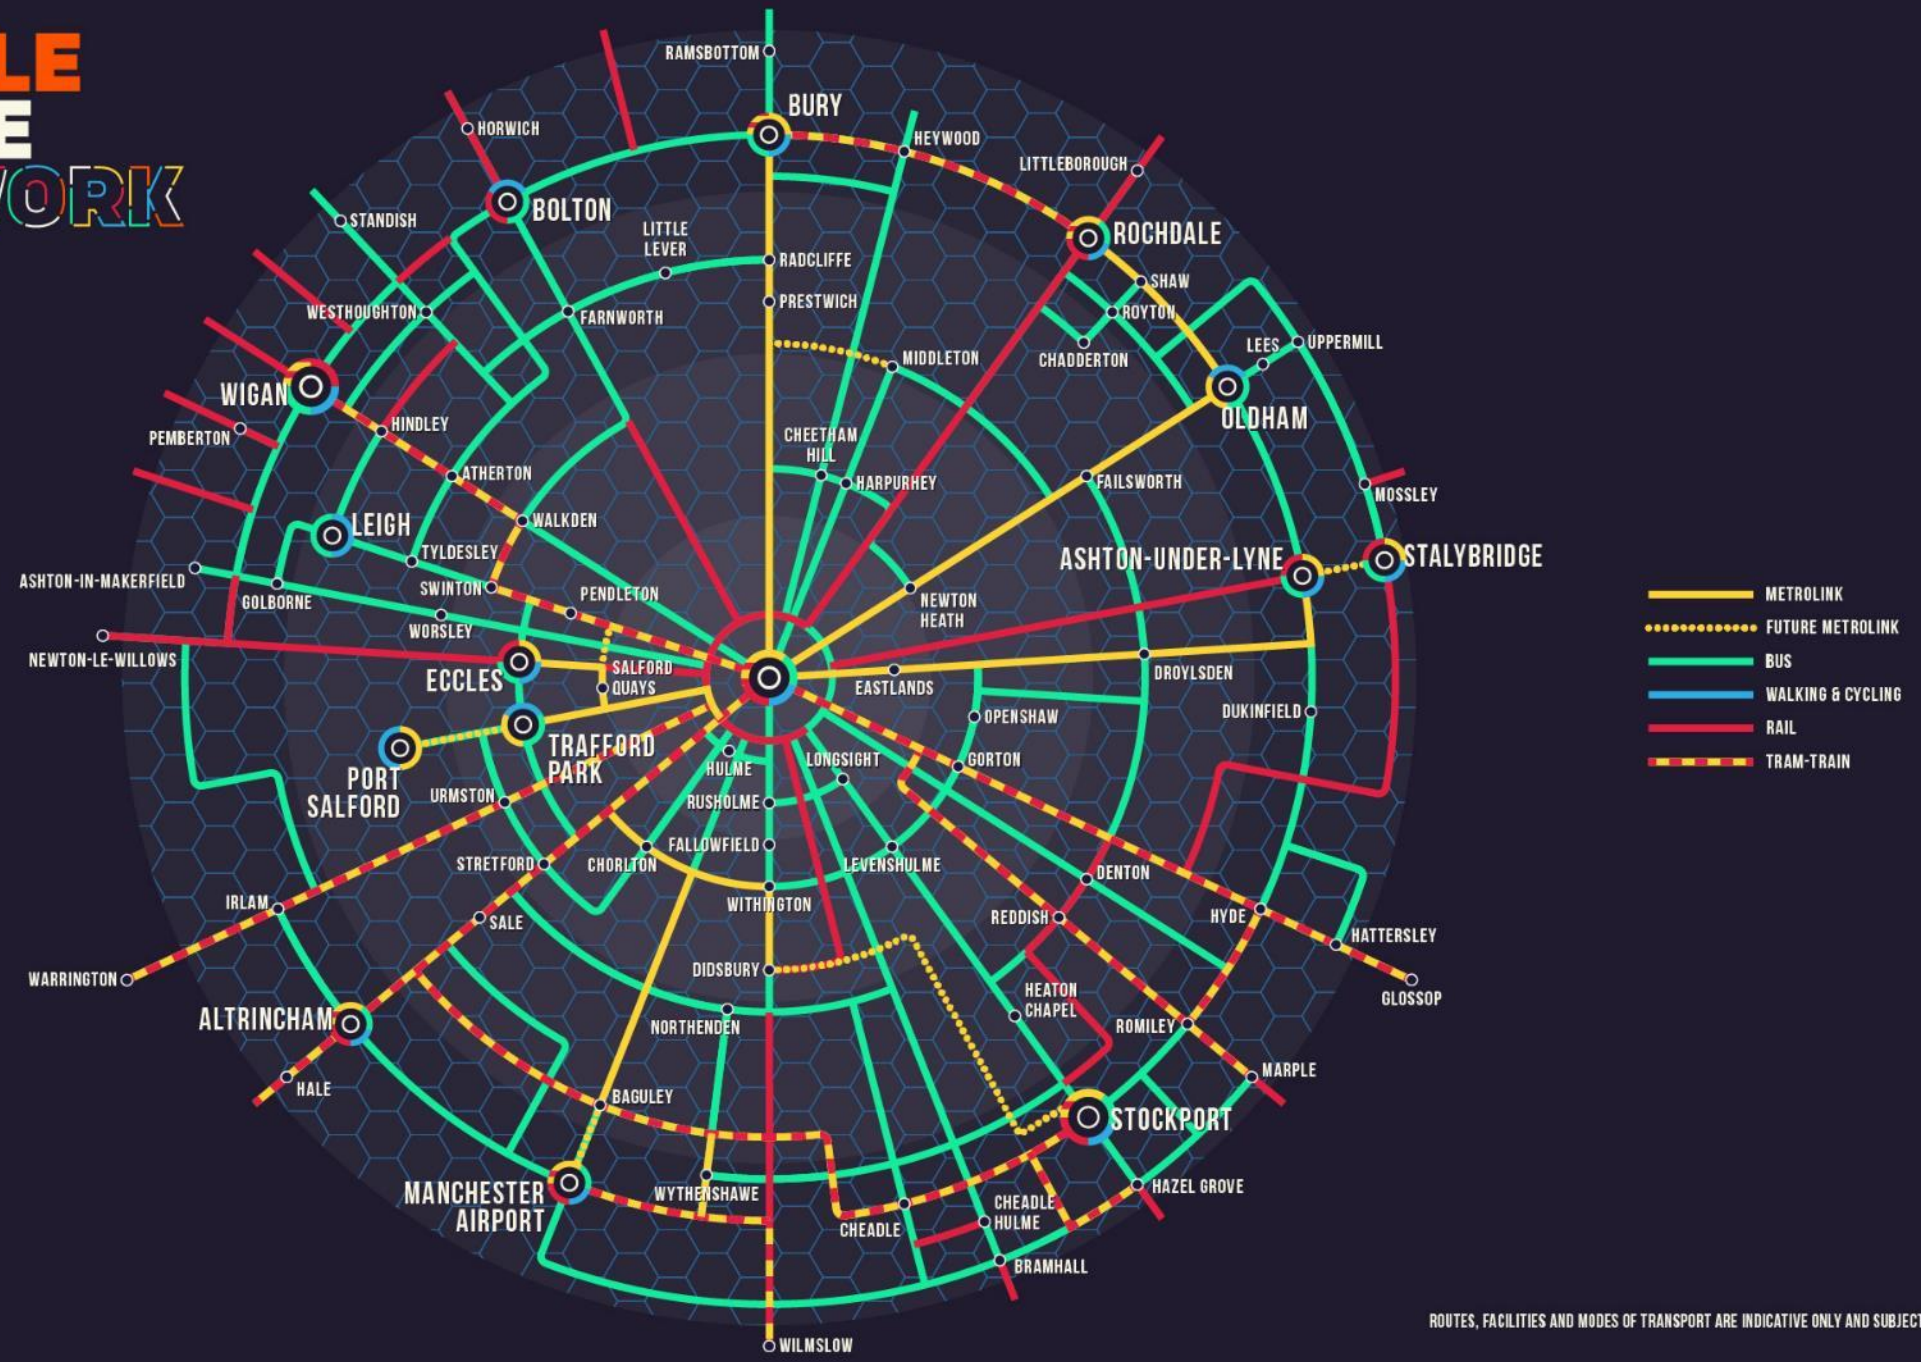 LE
E
ORK
RAMSBOTTOM
BURY
HEYWOOD
HORWICH
LITTLEBOROUGH
STANDISH
BOLTON
LITTLE
LEVER
ROCHDALE
RADCLIFFE
SHAW
PRESTWICH
WESTHOUGHTON
FARNWORTH
ROYTON
CHADDERTON
LEES
UPPERMILL
MIDDLETON
WIGAN
OLDHAM
HINDLEY
PEMBERTON
CHEETHAM
HILL
HARPURHEY
ATHERTON
FAILSWORTH
MOSSLEY
WALKDEN
LEIGH
TYLDESLEY
ASHTON-UNDER-LYNE
STALYBRIDGE
ASHTON-IN-MAKERFIELD
GOLBORNE
SWINTON
PENDLETON
NEWTON
HEATH
WORSLEY
NEWTON-LE-WILLOWS
ECCLES
SALFORD
QUAYS
EASTLANDS
DROYLSDEN
METROLINK
FUTURE METROLINK
BUS
WALKING & CYCLING
RAIL
TRAM-TRAIN
OPENSHAW
DUKINFIELD
TRAFFORD
PARK
PORT
SALFORD
HULME
LONGSIGHT
GORTON
URMSTON
RUSHOLME
STRETFORD
CHORLTON
FALLOWFIELD
LEVENSHULME
DENTON
WITHINGTON
IRLAM
SALE
REDDISH
HYDE
HATTERSLEY
WARRINGTON
DIDSBURY
GLOSSOP
ALTRINCHAM
NORTHENDEN
HEATON
CHAPEL
ROMILEY
HALE
BAGULEY
MARPLE
STOCKPORT
MANCHESTER
AIRPORT
WYTHENSHAWE
HAZEL GROVE
CHEADLE
CHEADLE
HULME
BRAMHALL
WILMSLOW
ROUTES, FACILITIES AND MODES OF TRANSPORT ARE INDICATIVE ONLY AND SUBJECT